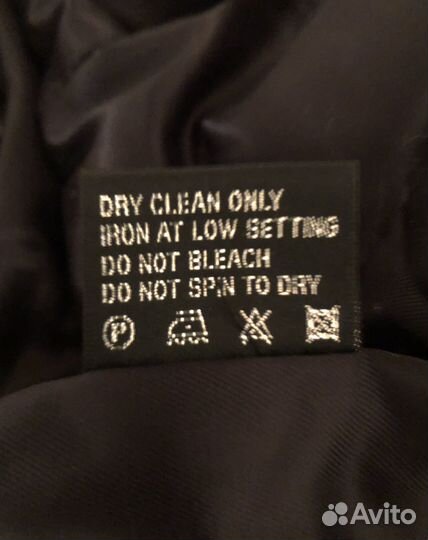 DRY CLEAN ONLY
IRON AT LOW SETTING
DO NOT BLEACH
DO NOT SPIN TO DRY
P
Avito